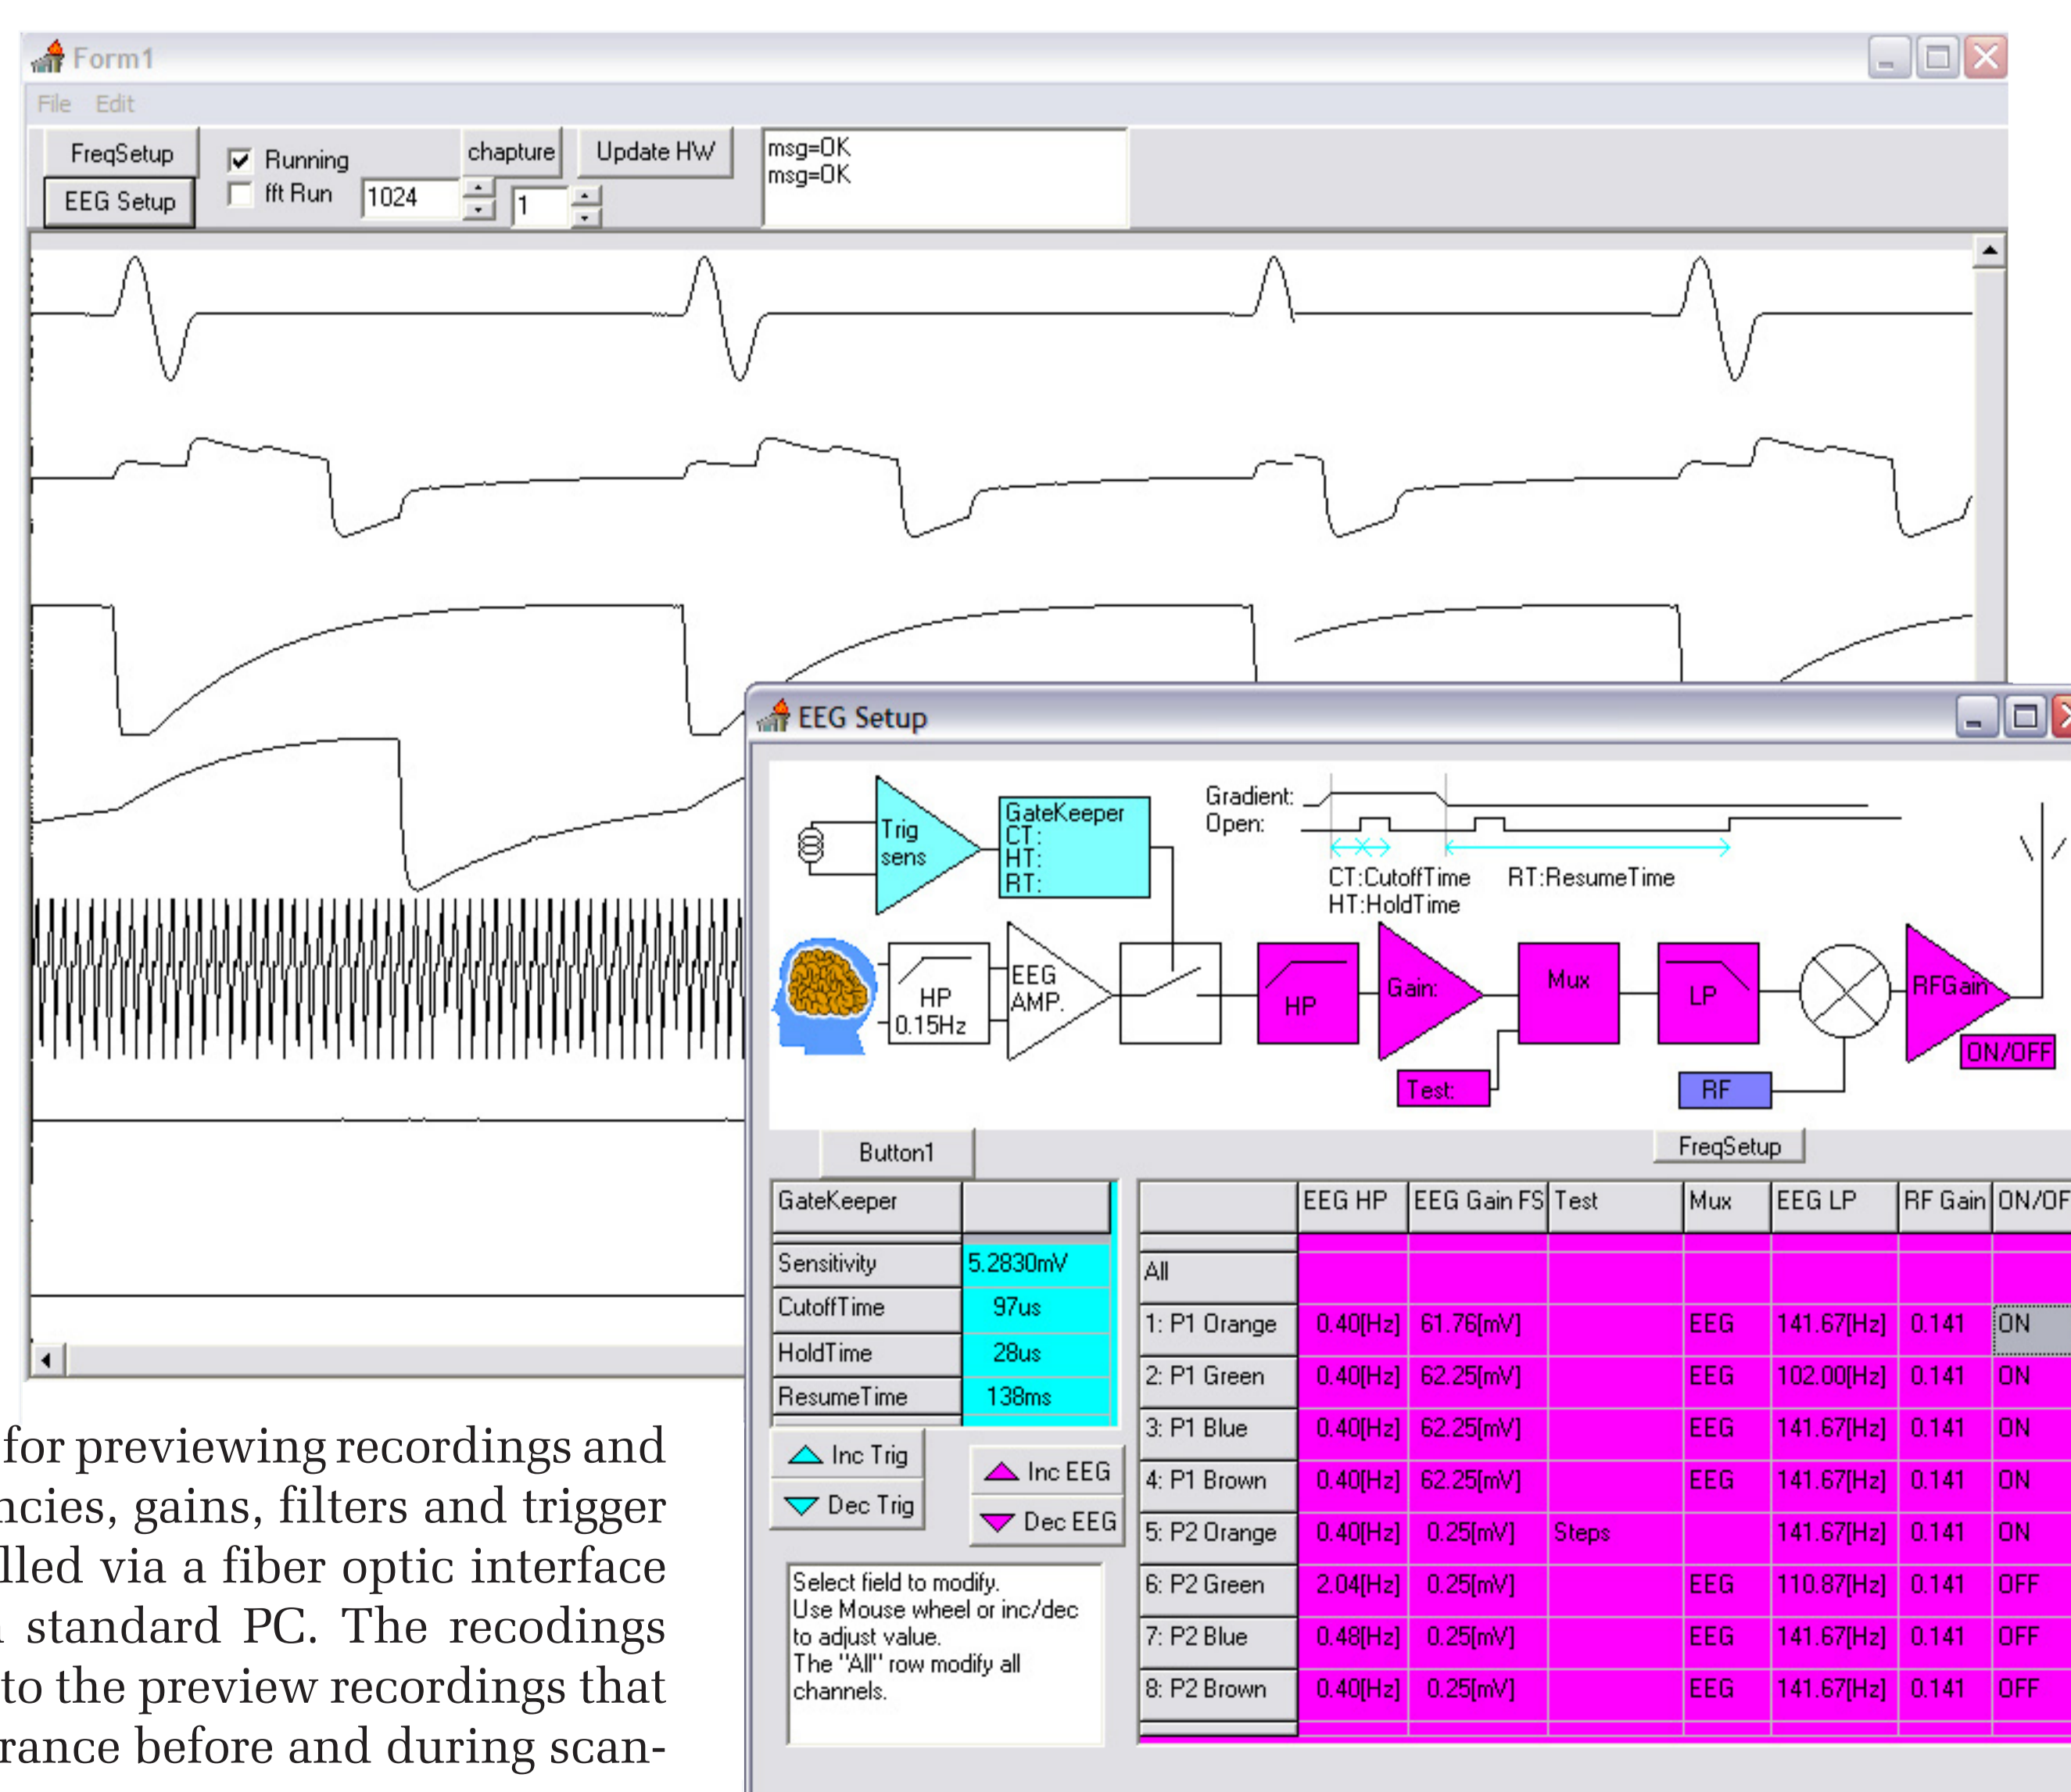 Form1
File Edit
FreqSetup
EEG Setup
Running
fft Run
1024
chapture
1
Update HW
msg=OK
msg=OK
EEG Setup
Trig
sens
GateKeeper
CT:
HT:
RT:
Gradient:
Open:
CT:CutoffTime RT:ResumeTime
HT:HoldTime
HP
0.15Hz
EEG
AMP.
HP
Gain:
Mux
LP
RFGain
ON/OFF
Test:
RF
Button1
FreqSetup
GateKeeper
Sensitivity 5.2830mV
CutoffTime 97us
HoldTime 28us
ResumeTime 138ms
Inc Trig
Dec Trig
Inc EEG
Dec EEG
Select field to modify.
Use Mouse wheel or inc/dec
to adjust value.
The "All" row modify all
channels.
EEG HP EEG Gain FS Test Mux EEG LP RF Gain ON/OF
All
1: P1 Orange 0.40[Hz] 61.76[mV] EEG 141.67[Hz] 0.141 ON
2: P1 Green 0.40[Hz] 62.25[mV] EEG 102.00[Hz] 0.141 ON
3: P1 Blue 0.40[Hz] 62.25[mV] EEG 141.67[Hz] 0.141 ON
4: P1 Brown 0.40[Hz] 62.25[mV] EEG 141.67[Hz] 0.141 ON
5: P2 Orange 0.40[Hz] 0.25[mV] Steps 141.67[Hz] 0.141 ON
6: P2 Green 2.04[Hz] 0.25[mV] EEG 110.87[Hz] 0.141 OFF
7: P2 Blue 0.48[Hz] 0.25[mV] EEG 141.67[Hz] 0.141 OFF
8: P2 Brown 0.40[Hz] 0.25[mV] EEG 141.67[Hz] 0.141 OFF
for previewing recordings and
ncies, gains, filters and trigger
lled via a fiber optic interface
standard PC. The recodings
to the preview recordings that
rance before and during scan-